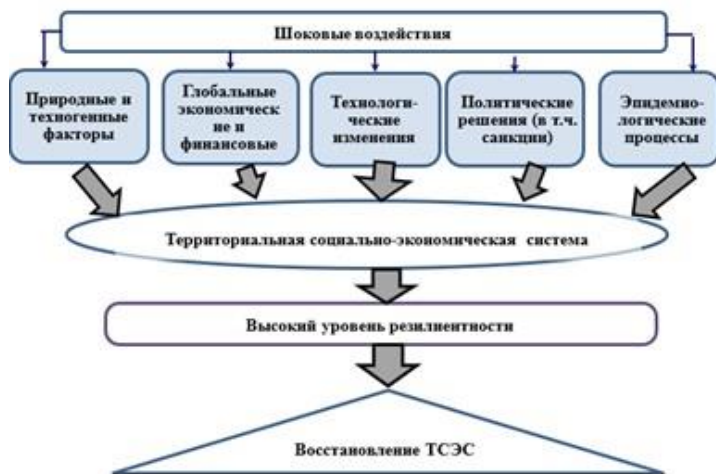 Шоковые воздействия
Природные и
техногенные
факторы
Глобальные
экономическ
ие и
финансовые
Технологи-
ческие
изменения
Политические
решения (в т.ч.
санкции)
Эпидемио-
логические
процессы
Территориальная социально-экономическая система
Высокий уровень резилиентности
Восстановление ТСЭС